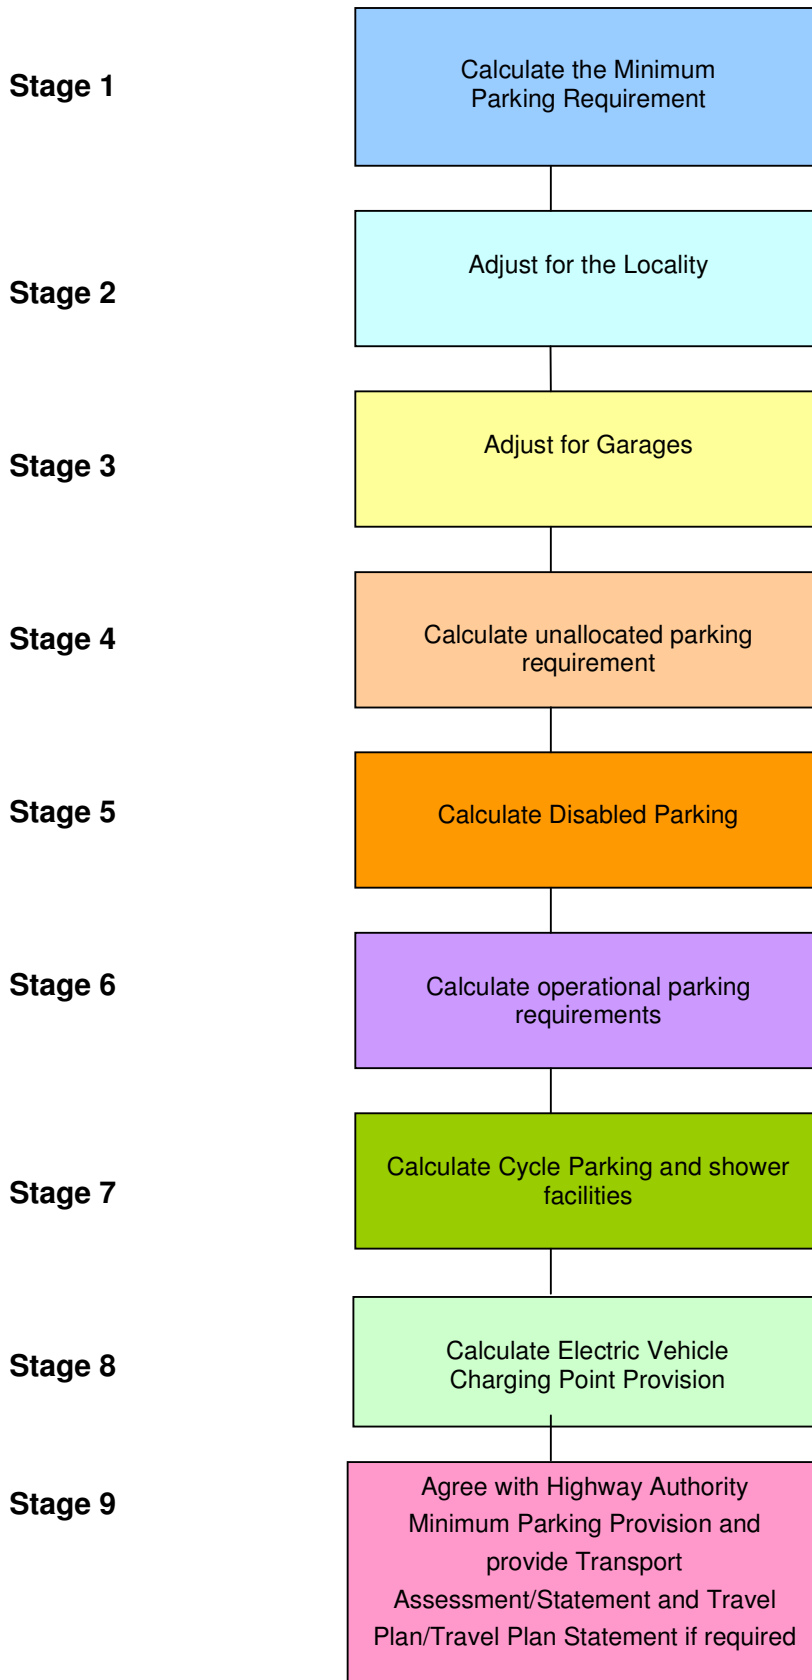 Stage 1
Calculate the Minimum
Parking Requirement
Stage 2
Adjust for the Locality
Stage 3
Adjust for Garages
Stage 4
Calculate unallocated parking
requirement
Stage 5
Calculate Disabled Parking
Stage 6
Calculate operational parking
requirements
Stage 7
Calculate Cycle Parking and shower
facilities
Stage 8
Calculate Electric Vehicle
Charging Point Provision
Stage 9
Agree with Highway Authority
Minimum Parking Provision and
provide Transport
Assessment/Statement and Travel
Plan/Travel Plan Statement if required